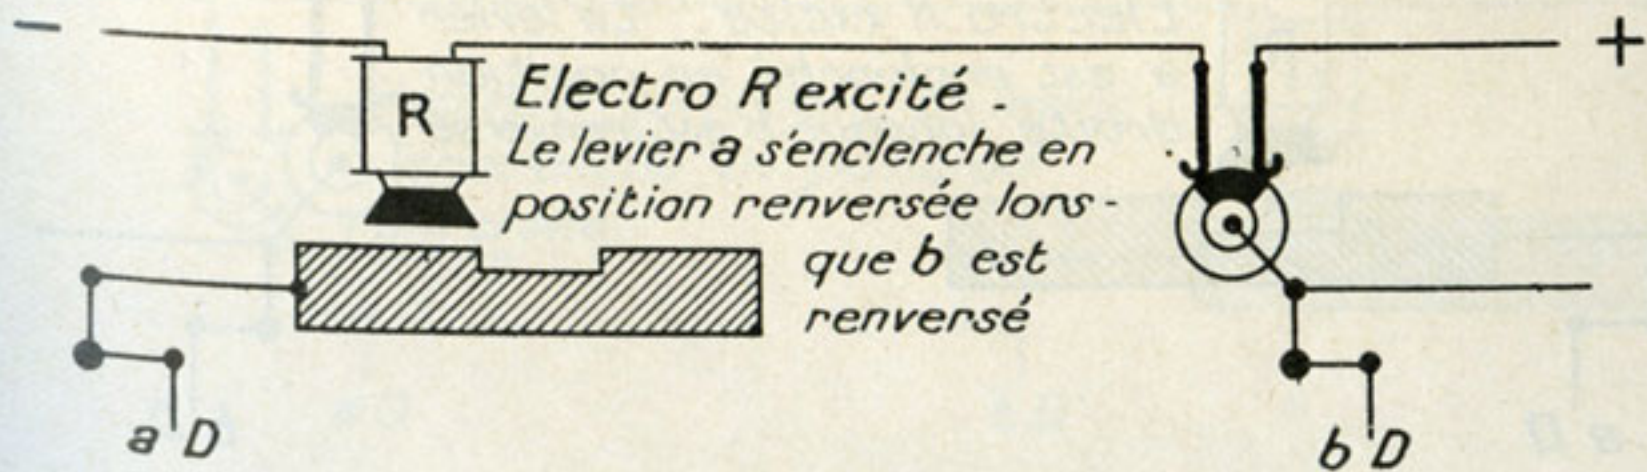 − +
R
Electro R excité.
Le levier a s'enclenche en
position renversée lors-
que b est
renversé
a D
b D